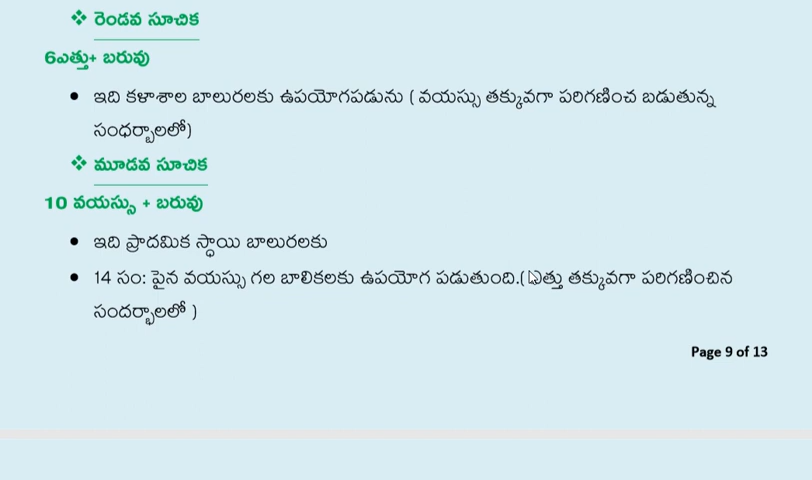 ❖ రెండవ సూచిక
6ఎత్తు+ బరువు
• ఇది కళాశాల బాలురలకు ఉపయోగపడును ( వయస్సు తక్కువగా పరిగణించ బడుతున్న
సంధర్భాలలో)
❖ మూడవ సూచిక
10 వయస్సు + బరువు
• ఇది ప్రాదమిక స్థాయి బాలురలకు
• 14 సం: పైన వయస్సు గల బాలికలకు ఉపయోగ పడుతుంది.( ఎత్తు తక్కువగా పరిగణించిన
సందర్భాలలో )
Page 9 of 13